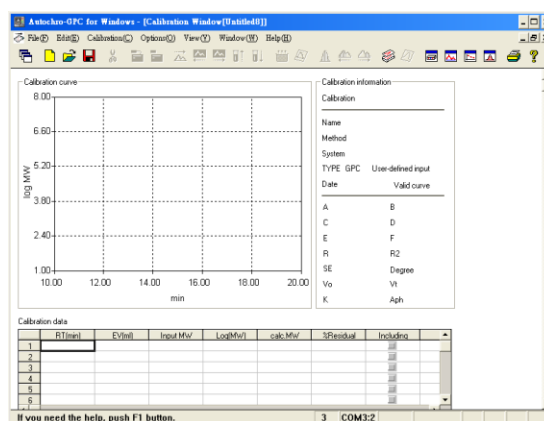 Autochro-GPC for Windows - [Calibration Window[Untitled0]]
File(F) Edit(E) Calibration(C) Options(O) View(V) Window(W) Help(H)
Calibration curve
8.00
6.60
5.20
3.80
2.40
1.00
log MW
10.00 12.00 14.00 16.00 18.00 20.00
min
Calibration information
Calibration
Name
Method
System
TYPE GPC User-defined input
Date Valid curve
A B
C D
E F
R R2
SE Degree
Vo Vt
K Aph
Calibration data
RT(min) EV(ml) Input MW Log(MW) calc.MW %Residual Including
1
2
3
4
5
6
If you need the help, push F1 button. 3 COM3:2